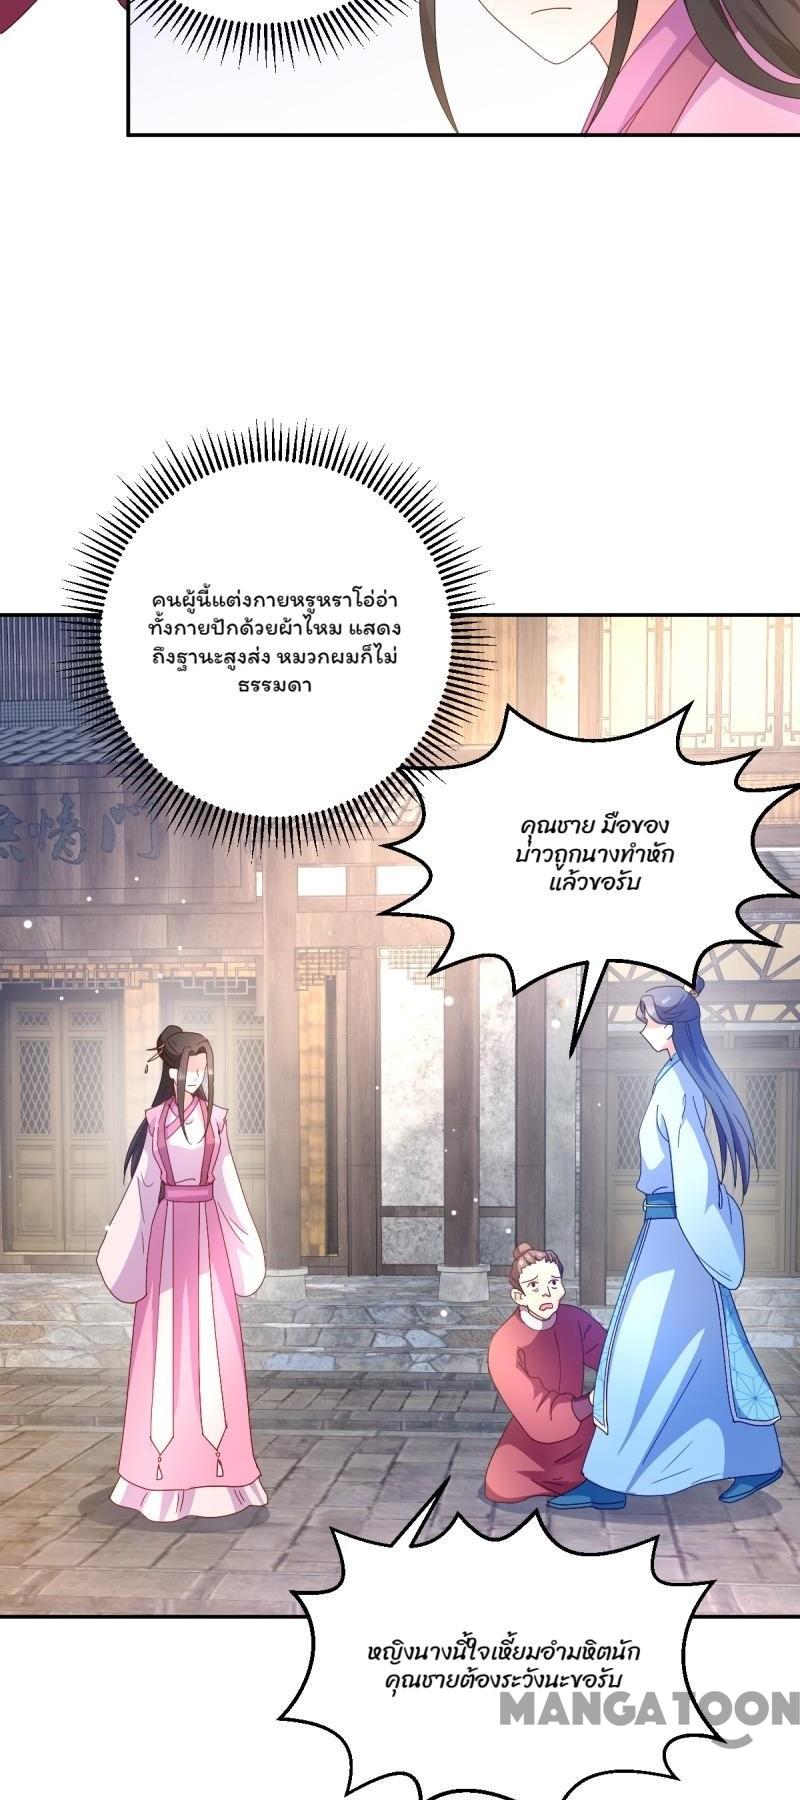 คนผู้นี้แต่งกายหรูหราโอ่อ่า
ทั้งกายปักด้วยผ้าไหม แสดง
ถึงฐานะสูงส่ง หมวกผมก็ไม่
ธรรมดา
คุณชาย มือของ
บ่าวถูกนางทำหัก
แล้วขอรับ
無情門
หญิงนางนี้ใจเหี้ยมอำมหิตนัก
คุณชายต้องระวังนะขอรับ
MANGATOON